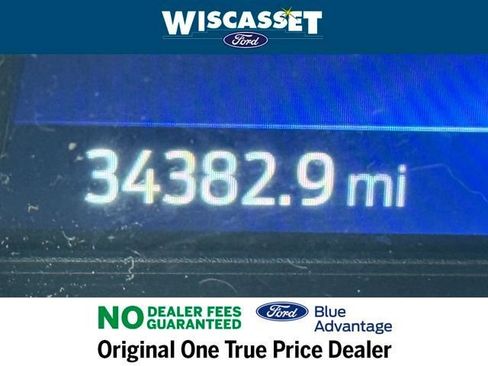 WISCASSET
Ford
34382.9 mi
NO DEALER FEES GUARANTEED
Ford Blue Advantage
Original One True Price Dealer